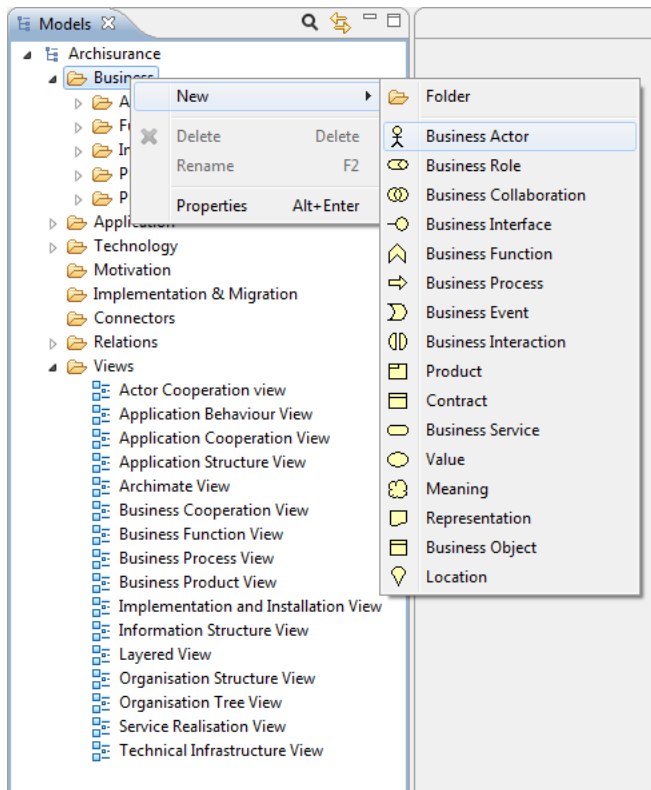 Models
Archisurance
Business
New
Folder
Delete Delete
Rename F2
Properties Alt+Enter
Business Actor
Business Role
Business Collaboration
Business Interface
Business Function
Business Process
Business Event
Business Interaction
Product
Contract
Business Service
Value
Meaning
Representation
Business Object
Location
A
F
In
P
P
Application
Technology
Motivation
Implementation & Migration
Connectors
Relations
Views
Actor Cooperation view
Application Behaviour View
Application Cooperation View
Application Structure View
Archimate View
Business Cooperation View
Business Function View
Business Process View
Business Product View
Implementation and Installation View
Information Structure View
Layered View
Organisation Structure View
Organisation Tree View
Service Realisation View
Technical Infrastructure View